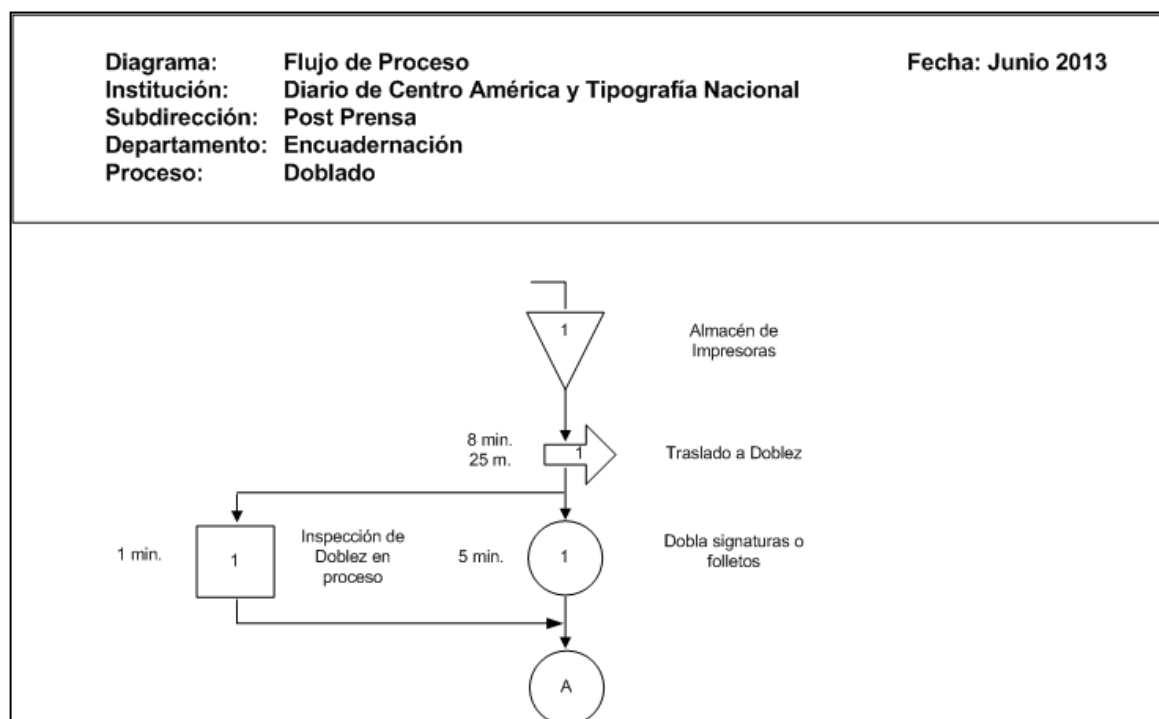 Diagrama: Flujo de Proceso Fecha: Junio 2013
Institución: Diario de Centro América y Tipografía Nacional
Subdirección: Post Prensa
Departamento: Encuadernación
Proceso: Doblado
1
Almacén de
Impresoras
8 min.
25 m.
1
Traslado a Doblez
1 min.
1
Inspección de
Doblez en
proceso
5 min.
1
Dobla signaturas o
folletos
A